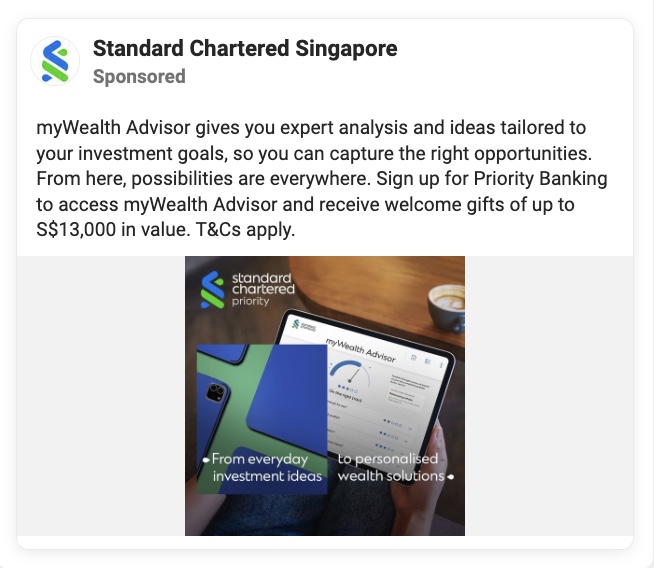 Standard Chartered Singapore
Sponsored
myWealth Advisor gives you expert analysis and ideas tailored to
your investment goals, so you can capture the right opportunities.
From here, possibilities are everywhere. Sign up for Priority Banking
to access myWealth Advisor and receive welcome gifts of up to
S$13,000 in value. T&Cs apply.
standard
chartered
priority
myWealth Advisor
From everyday
investment ideas
to personalised
wealth solutions